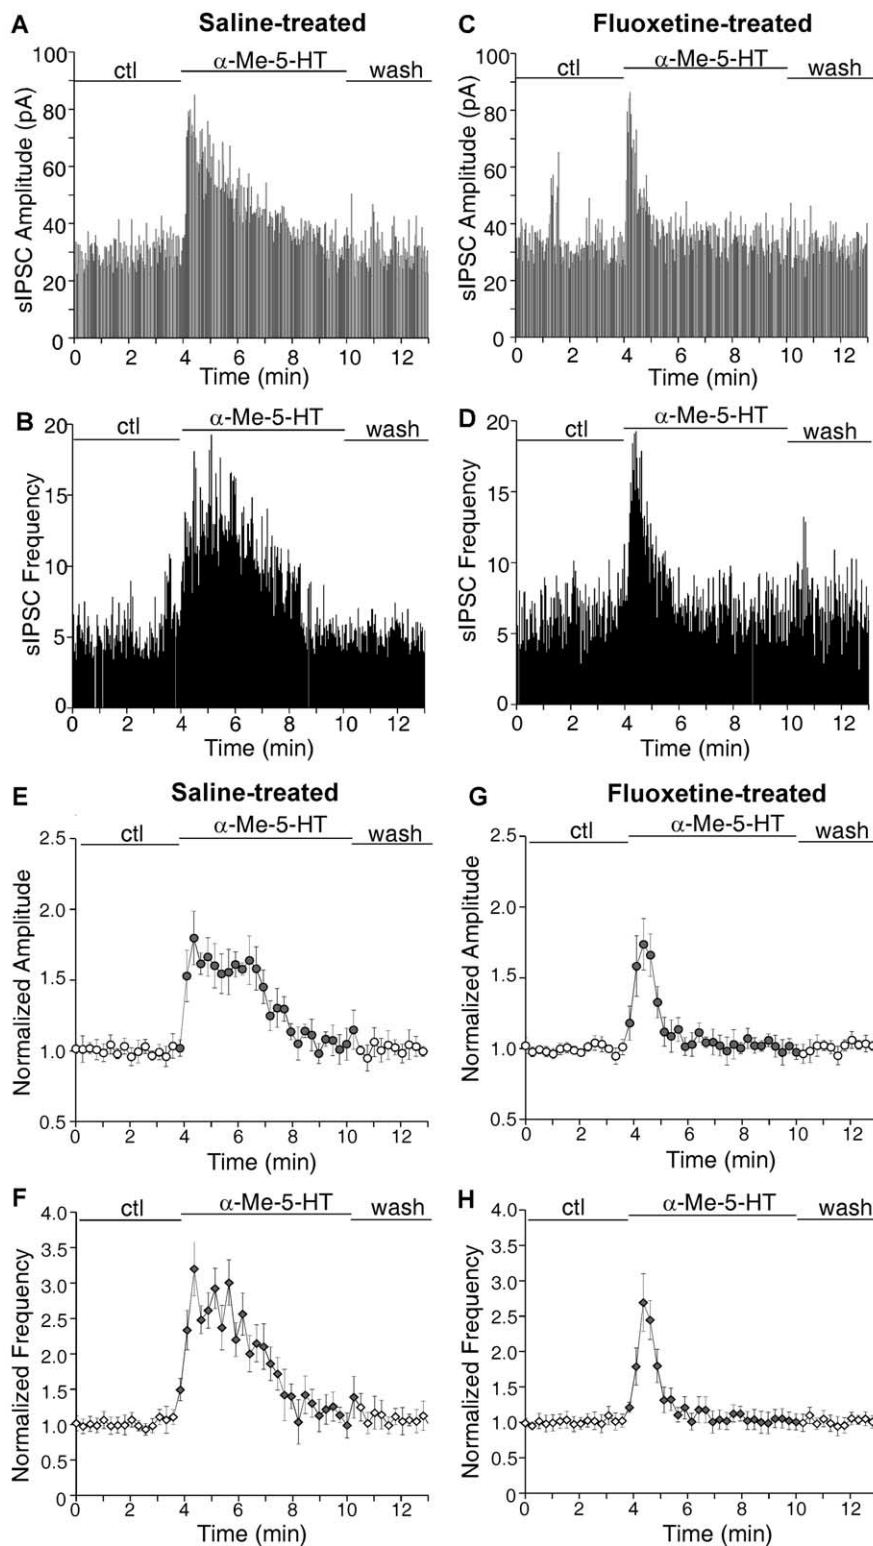 A
Saline-treated
ctl
α-Me-5-HT
wash
sIPSC Amplitude (pA)
100
80
60
40
20
0
0 2 4 6 8 10 12
Time (min)
C
Fluoxetine-treated
ctl
α-Me-5-HT
wash
sIPSC Amplitude (pA)
100
80
60
40
20
0
0 2 4 6 8 10 12
Time (min)
B
ctl
α-Me-5-HT
wash
sIPSC Frequency
20
15
10
5
0
0 2 4 6 8 10 12
Time (min)
D
ctl
α-Me-5-HT
wash
sIPSC Frequency
20
15
10
5
0
0 2 4 6 8 10 12
Time (min)
E
Saline-treated
ctl
α-Me-5-HT
wash
Normalized Amplitude
2.5
2.0
1.5
1.0
0.5
0 2 4 6 8 10 12
Time (min)
G
Fluoxetine-treated
ctl
α-Me-5-HT
wash
Normalized Amplitude
2.5
2.0
1.5
1.0
0.5
0 2 4 6 8 10 12
Time (min)
F
ctl
α-Me-5-HT
wash
Normalized Frequency
4.0
3.5
3.0
2.5
2.0
1.5
1.0
0.5
0
0 2 4 6 8 10 12
Time (min)
H
ctl
α-Me-5-HT
wash
Normalized Frequency
4.0
3.5
3.0
2.5
2.0
1.5
1.0
0.5
0.0
0 2 4 6 8 10 12
Time (min)